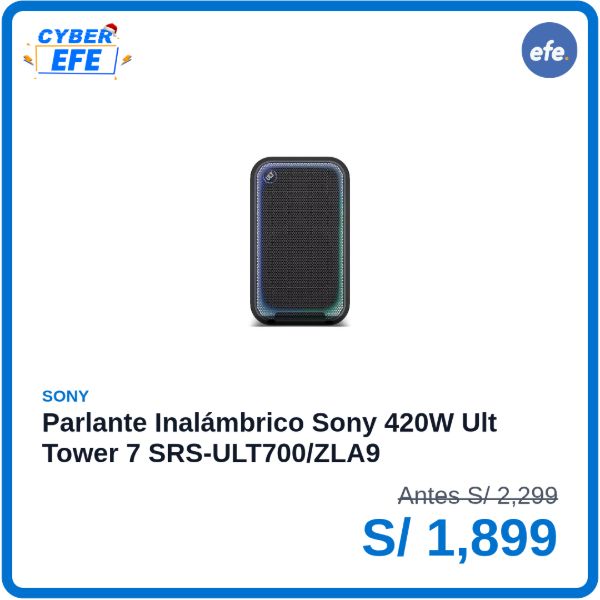 CYBER
EFE
efe.
ULT
SONY
Parlante Inalámbrico Sony 420W Ult
Tower 7 SRS-ULT700/ZLA9
Antes S/ 2,299
S/ 1,899